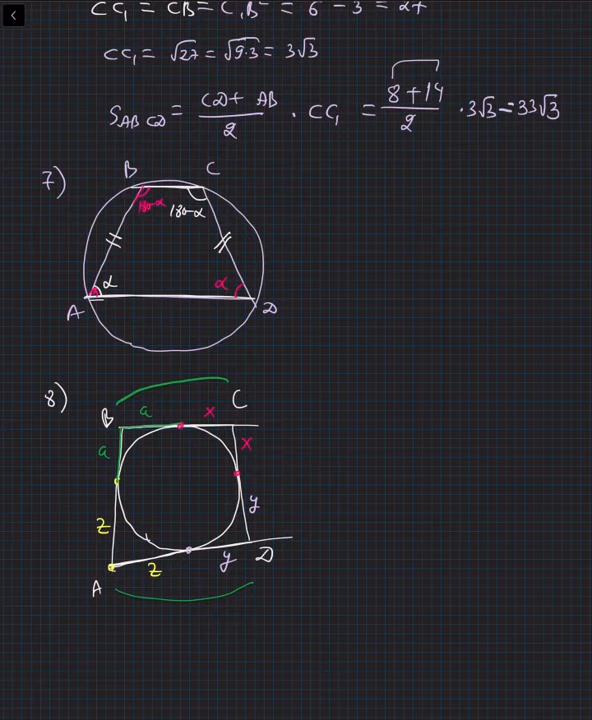 CC₁ = CB = C₁B = 6 - 3 = 27
CC₁ = √27 = √9·3 = 3√3
S_ABCD = CD + AB / 2 · CC₁ = 8 + 14 / 2 · 3√3 = 33√3
7)
B C
180-α 180-α
α α
A D
8)
B a x C
a x
z y
z y D
A